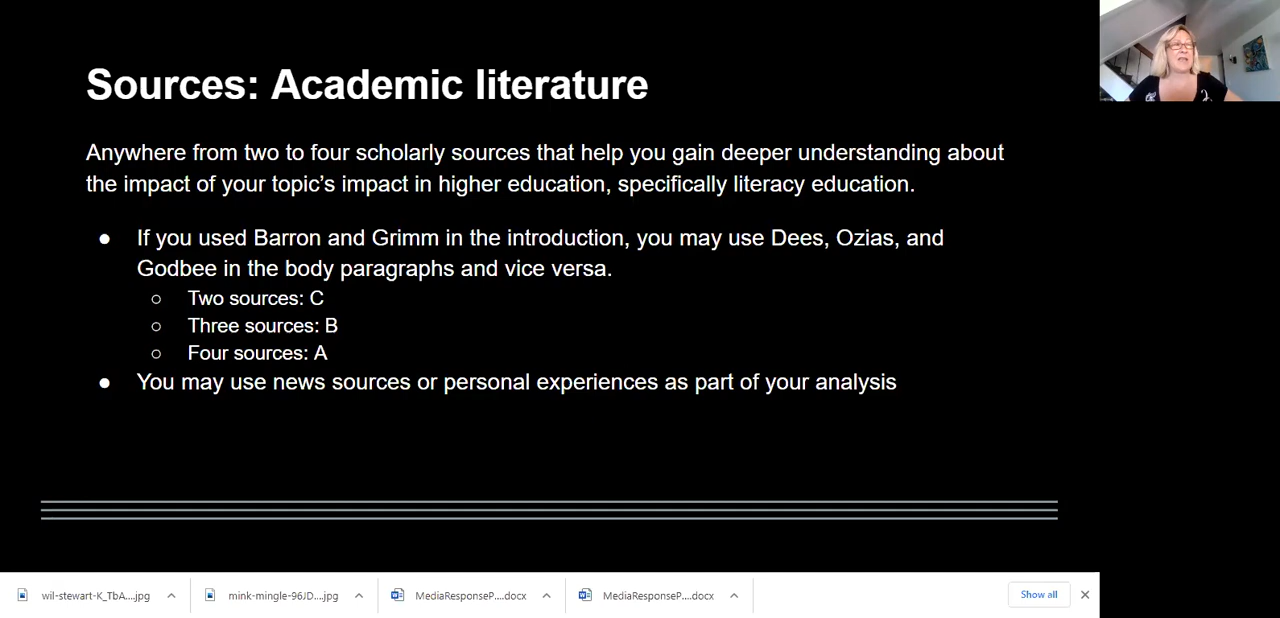 Sources: Academic literature
Anywhere from two to four scholarly sources that help you gain deeper understanding about
the impact of your topic’s impact in higher education, specifically literacy education.
● If you used Barron and Grimm in the introduction, you may use Dees, Ozias, and
Godbee in the body paragraphs and vice versa.
○ Two sources: C
○ Three sources: B
○ Four sources: A
● You may use news sources or personal experiences as part of your analysis
wil-stewart-K_TbA....jpg
mink-mingle-96JD....jpg
MediaResponseP....docx
MediaResponseP....docx
Show all